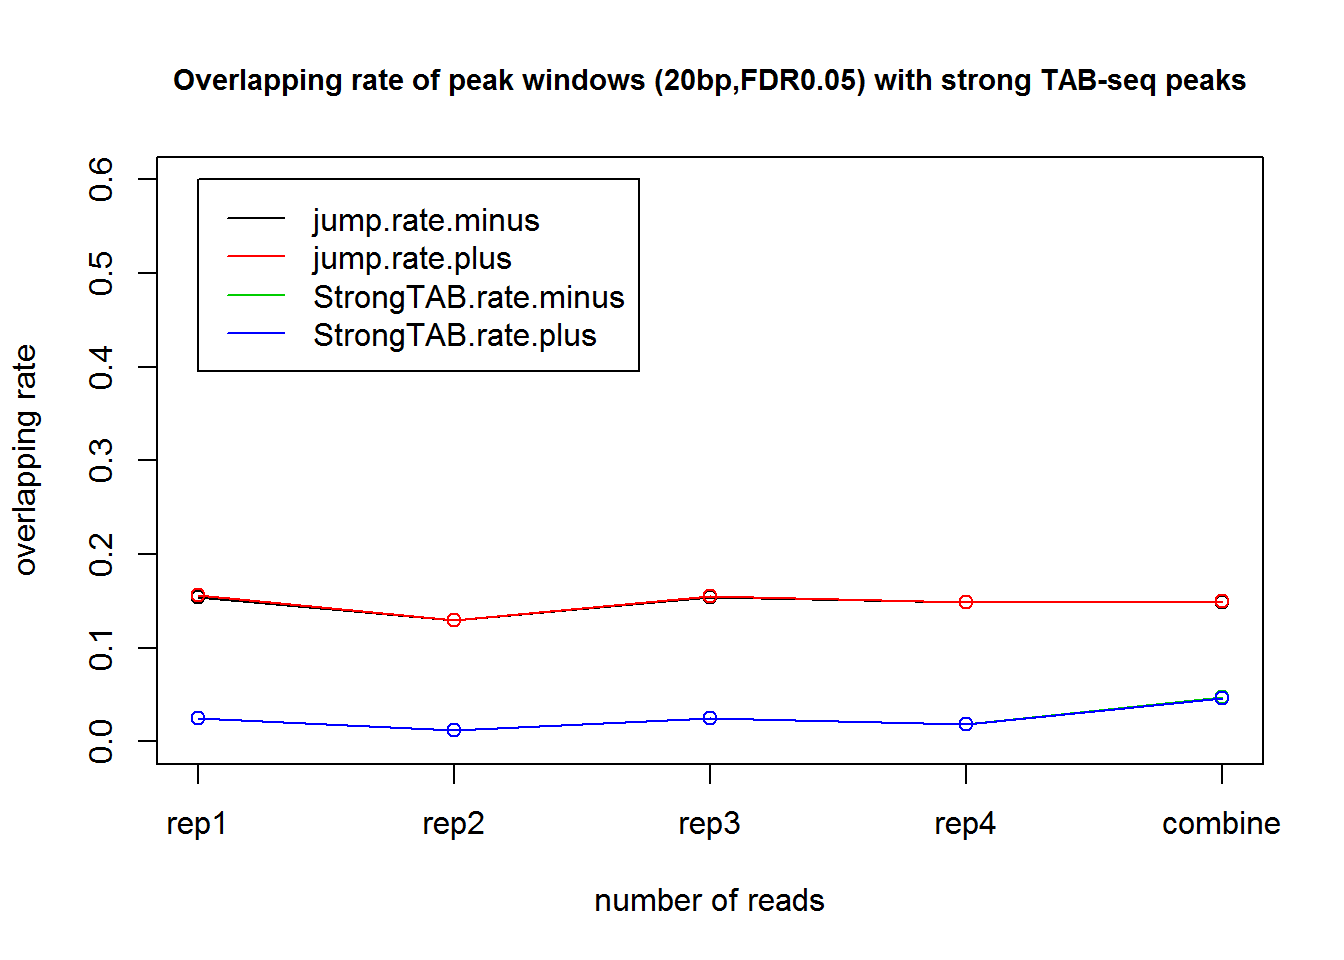 Overlapping rate of peak windows (20bp,FDR0.05) with strong TAB-seq peaks
0.6
0.5
0.4
0.3
0.2
0.1
0.0
overlapping rate
jump.rate.minus
jump.rate.plus
StrongTAB.rate.minus
StrongTAB.rate.plus
rep1 rep2 rep3 rep4 combine
number of reads